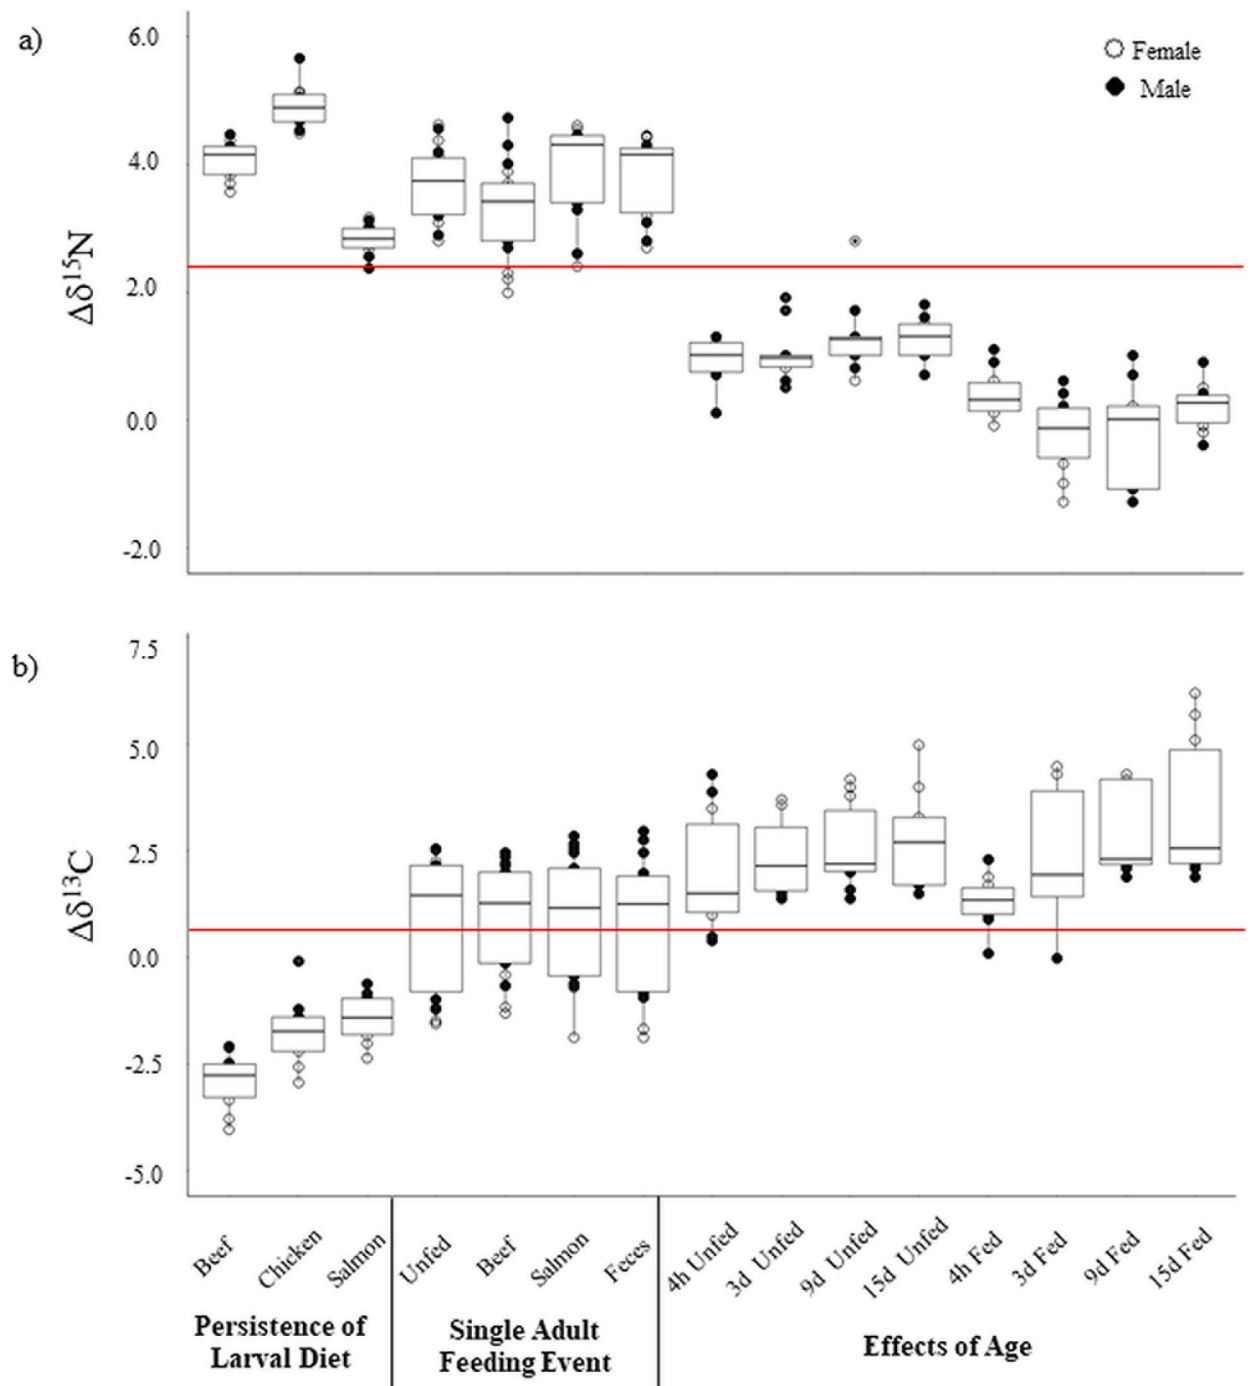 a)
6.0
4.0
2.0
0.0
-2.0
Δδ¹⁵N
Female
Male
b)
7.5
5.0
2.5
0.0
-2.5
-5.0
Δδ¹³C
Beef
Chicken
Salmon
Unfed
Beef
Salmon
Feces
4h Unfed
3d Unfed
9d Unfed
15d Unfed
4h Fed
3d Fed
9d Fed
15d Fed
Persistence of
Larval Diet
Single Adult
Feeding Event
Effects of Age